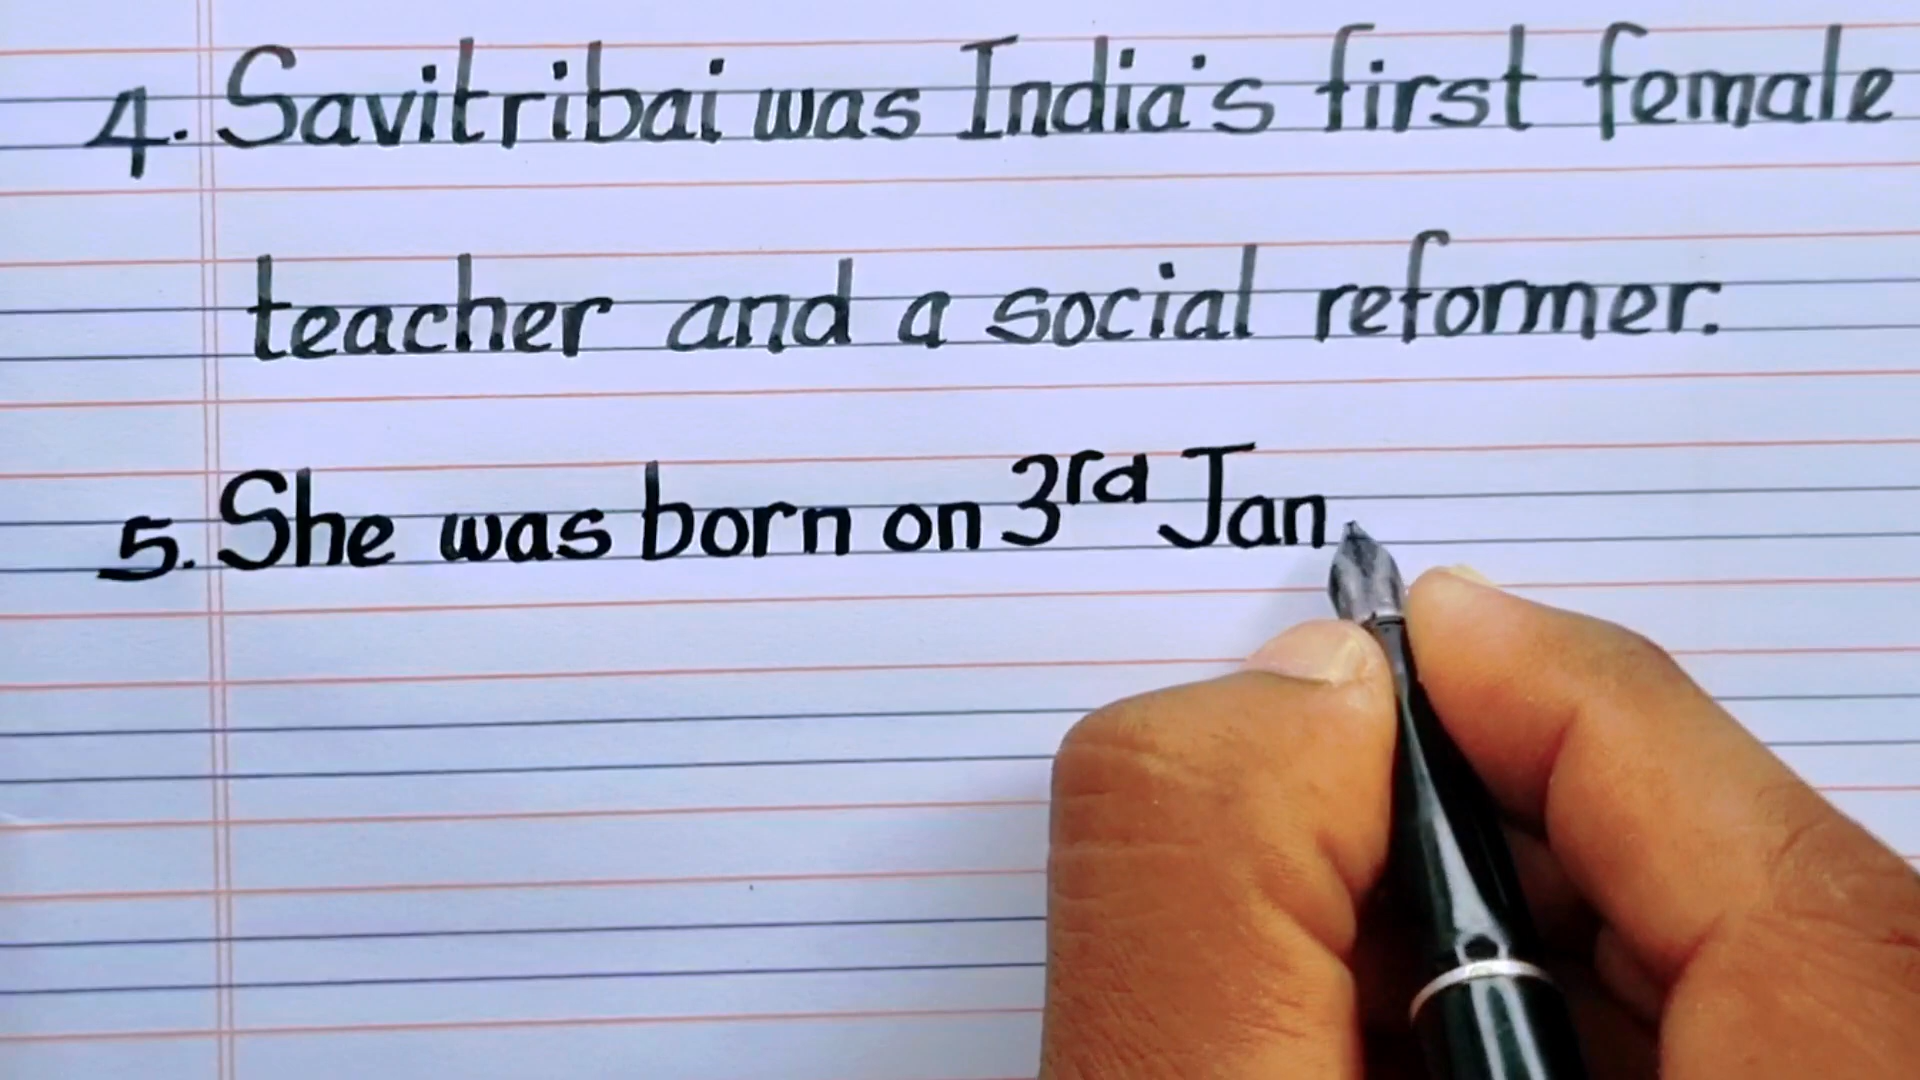 4. Savitribai was India's first female
teacher and a social reformer.
5. She was born on 3rd Jan